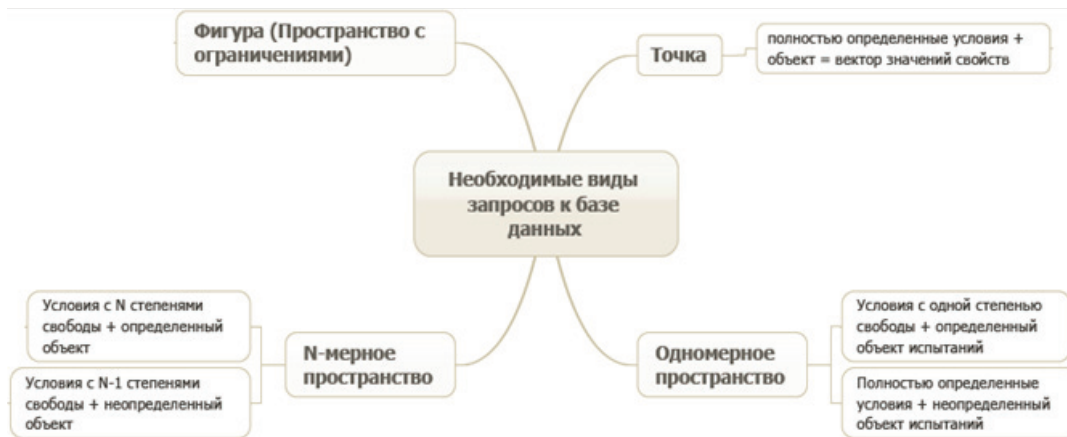 Фигура (Пространство с
ограничениями)
Точка
полностью определенные условия +
объект = вектор значений свойств
Необходимые виды
запросов к базе
данных
Условия с N степенями
свободы + определенный
объект
Условия с N-1 степенями
свободы + неопределенный
объект
N-мерное
пространство
Одномерное
пространство
Условия с одной степенью
свободы + определенный
объект испытаний
Полностью определенные
условия + неопределенный
объект испытаний